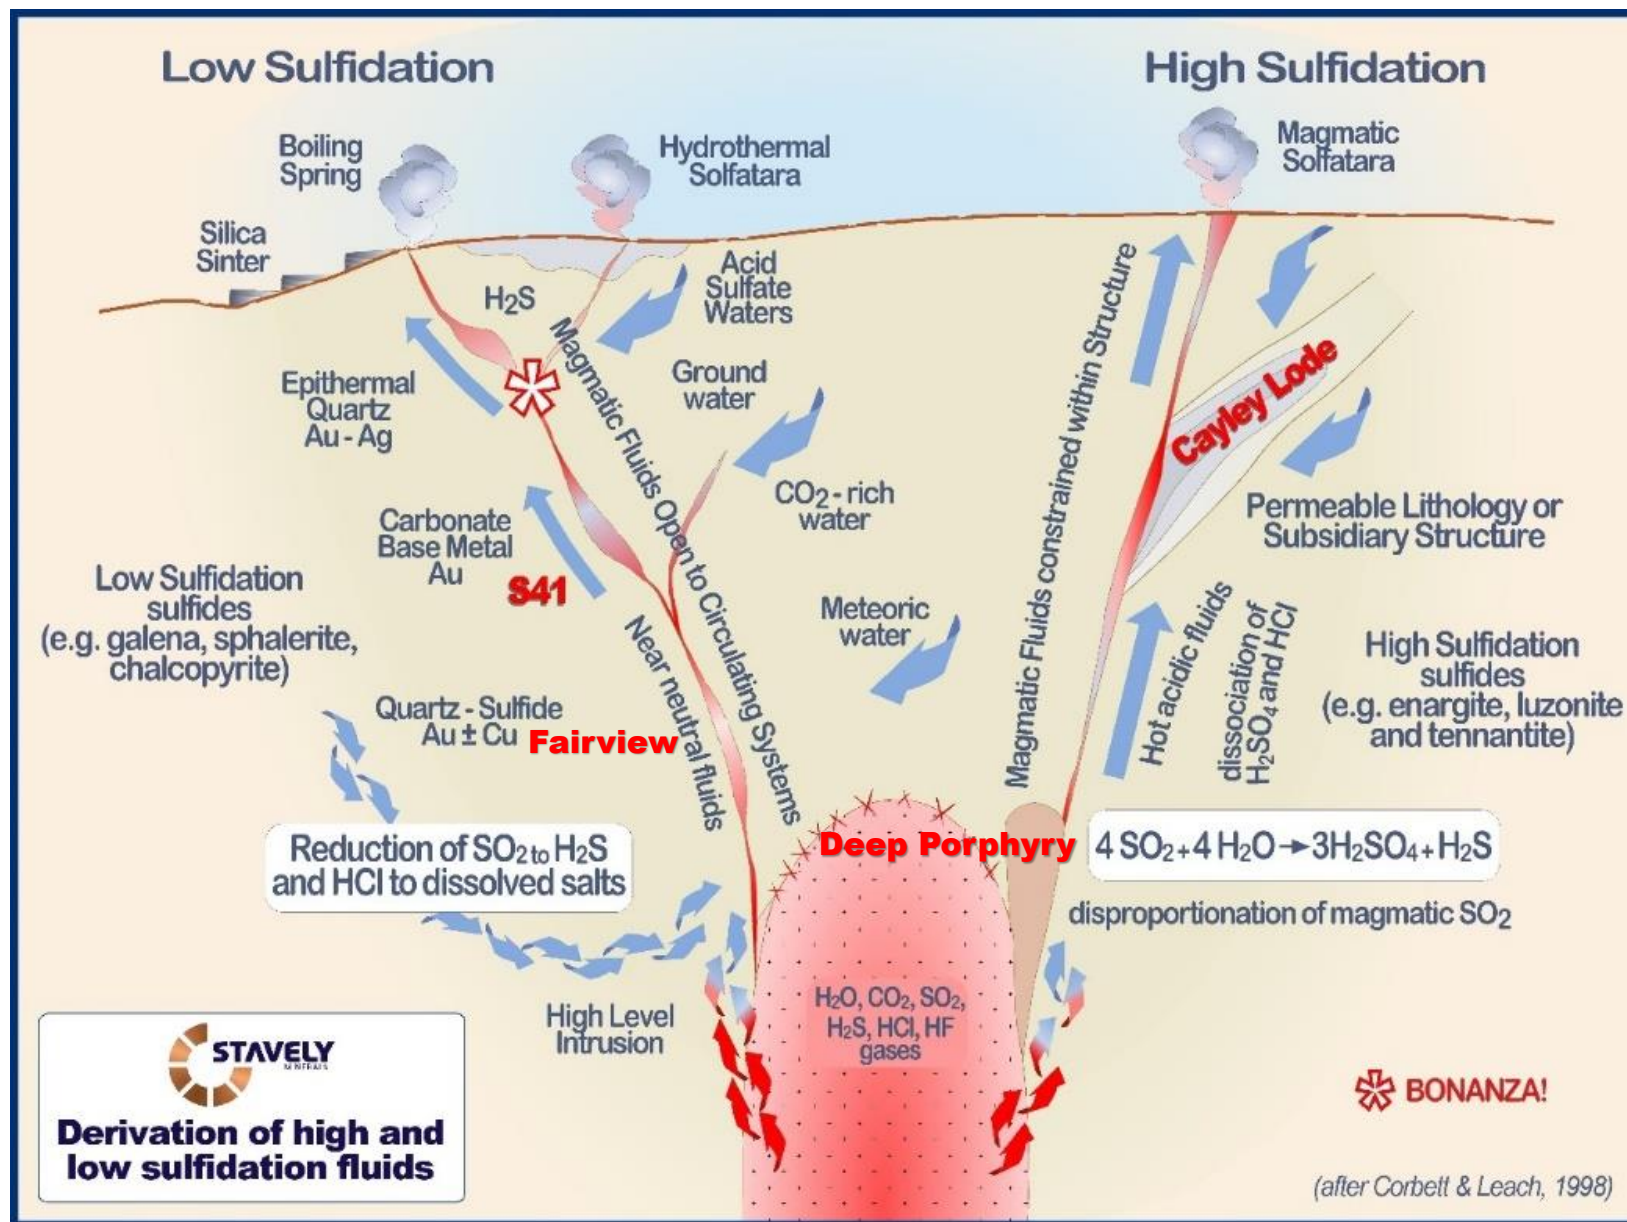 Low Sulfidation
High Sulfidation
Boiling
Spring
Hydrothermal
Solfatara
Magmatic
Solfatara
Silica
Sinter
H2S
Acid
Sulfate
Waters
Epithermal
Quartz
Au - Ag
Ground
water
Magmatic Fluids Open to Circulating Systems
Magmatic Fluids constrained within Structure
Cayley Lode
CO2 - rich
water
Permeable Lithology or
Subsidiary Structure
Carbonate
Base Metal
Au
S41
Low Sulfidation
sulfides
(e.g. galena, sphalerite,
chalcopyrite)
Meteoric
water
Near neutral fluids
Hot acidic fluids
dissociation of
H2SO4 and HCl
High Sulfidation
sulfides
(e.g. enargite, luzonite
and tennantite)
Quartz - Sulfide
Au ± Cu
Fairview
Reduction of SO2 to H2S
and HCl to dissolved salts
Deep Porphyry
4 SO2+4 H2O→3H2SO4+H2S
disproportionation of magmatic SO2
High Level
Intrusion
H2O, CO2, SO2,
H2S, HCl, HF
gases
STAVELY
MINERALS
Derivation of high and
low sulfidation fluids
BONANZA!
(after Corbett & Leach, 1998)